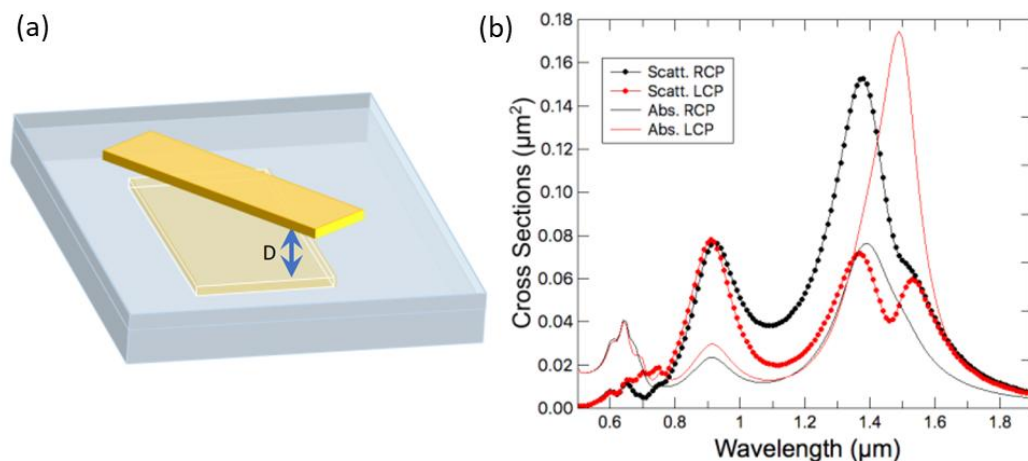 (a)
D
(b)
Cross Sections (μm²)
0.18
0.16
0.14
0.12
0.10
0.08
0.06
0.04
0.02
0.00
Scatt. RCP
Scatt. LCP
Abs. RCP
Abs. LCP
0.6 0.8 1 1.2 1.4 1.6 1.8
Wavelength (μm)